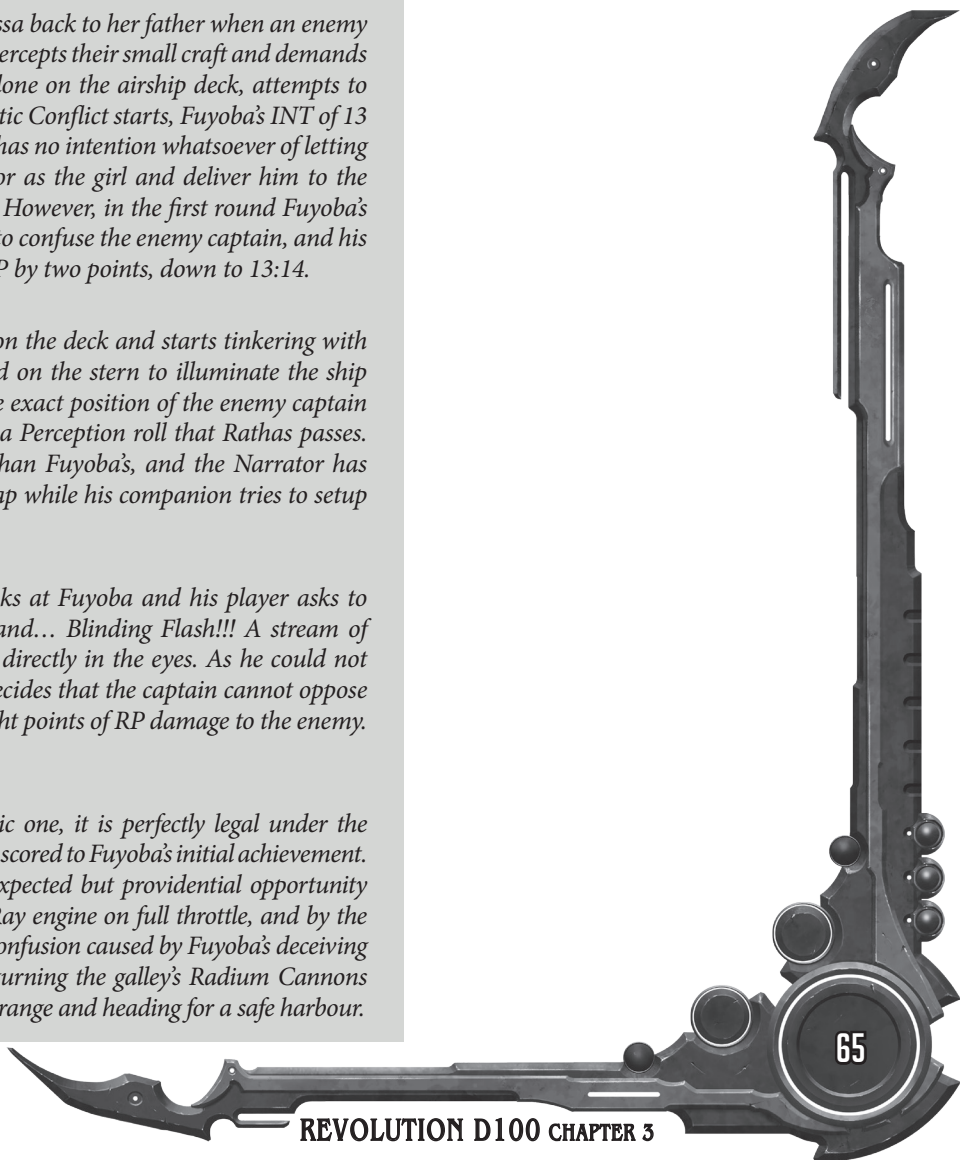 ssa back to her father when an enemy
ercepts their small craft and demands
lone on the airship deck, attempts to
tic Conflict starts, Fuyoba’s INT of 13
has no intention whatsoever of letting
or as the girl and deliver him to the
However, in the first round Fuyoba’s
to confuse the enemy captain, and his
P by two points, down to 13:14.
on the deck and starts tinkering with
d on the stern to illuminate the ship
e exact position of the enemy captain
a Perception roll that Rathas passes.
han Fuyoba’s, and the Narrator has
ap while his companion tries to setup
ks at Fuyoba and his player asks to
and… Blinding Flash!!! A stream of
directly in the eyes. As he could not
ecides that the captain cannot oppose
ht points of RP damage to the enemy.
ic one, it is perfectly legal under the
scored to Fuyoba’s initial achievement.
xpected but providential opportunity
Ray engine on full throttle, and by the
onfusion caused by Fuyoba’s deceiving
turning the galley’s Radium Cannons
range and heading for a safe harbour.
65
REVOLUTION D100 CHAPTER 3